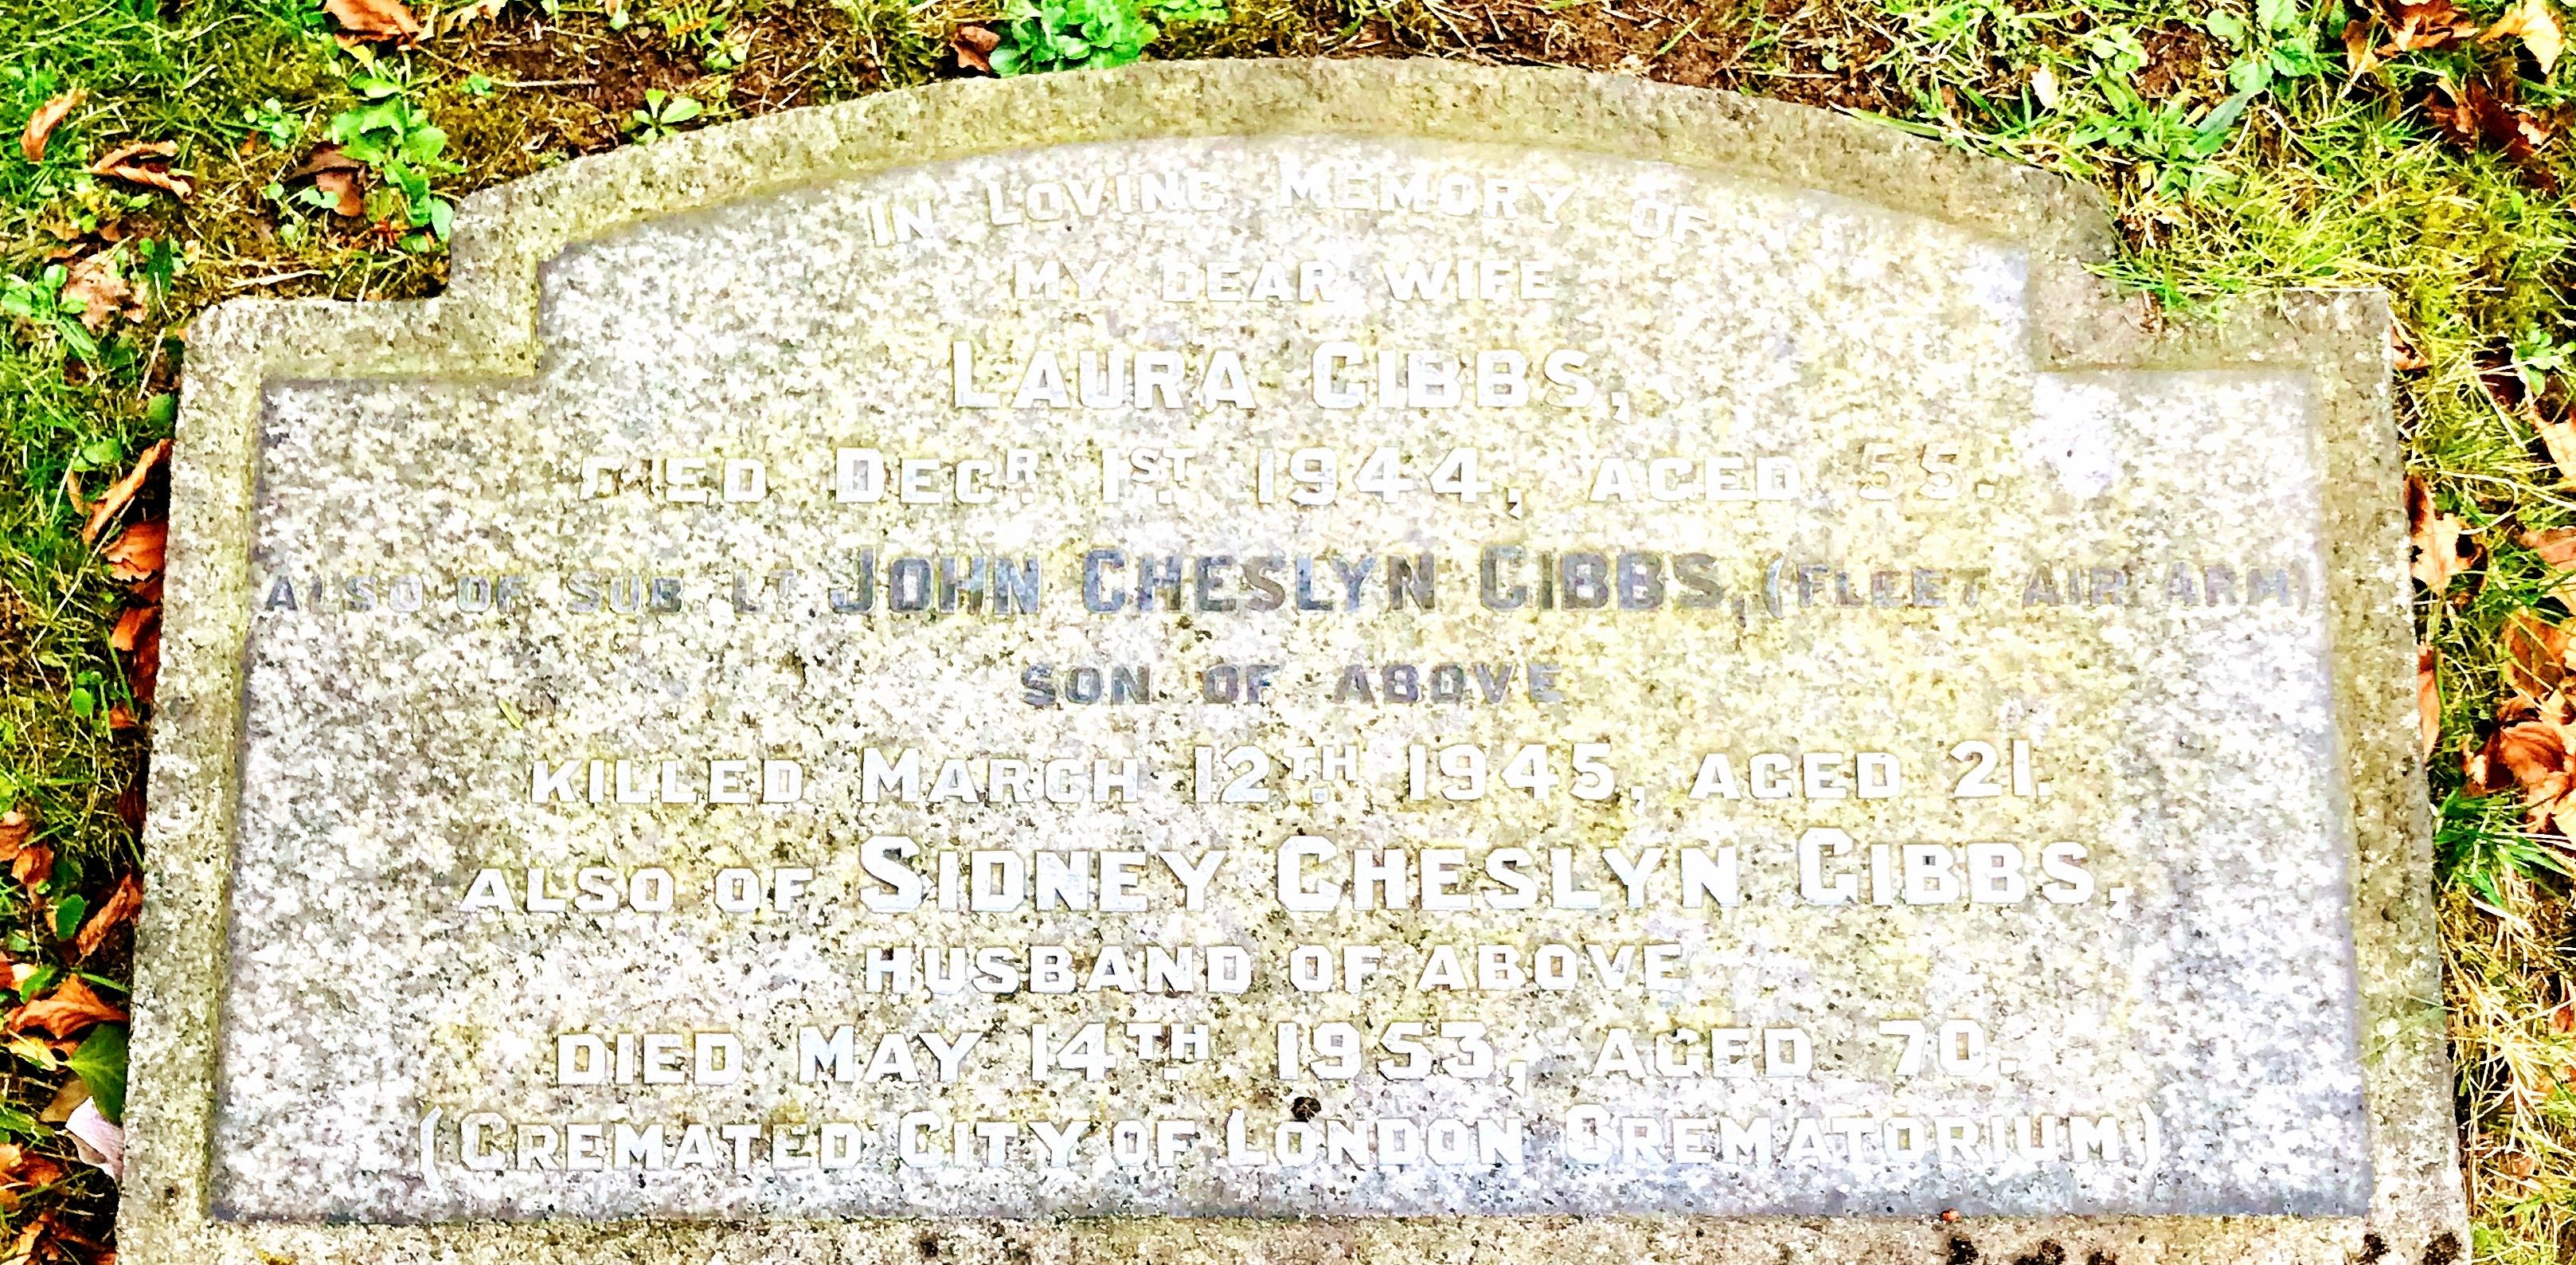 IN LOVING MEMORY OF
MY DEAR WIFE
LAURA GIBBS,
DIED DECR. 1ST. 1944, AGED 55.
ALSO OF SUB. LT JOHN CHESLYN GIBBS, (FLEET AIR ARM)
SON OF ABOVE
KILLED MARCH 12TH. 1945, AGED 21.
ALSO OF SIDNEY CHESLYN GIBBS,
HUSBAND OF ABOVE
DIED MAY 14TH. 1953, AGED 70.
(CREMATED CITY OF LONDON CREMATORIUM)